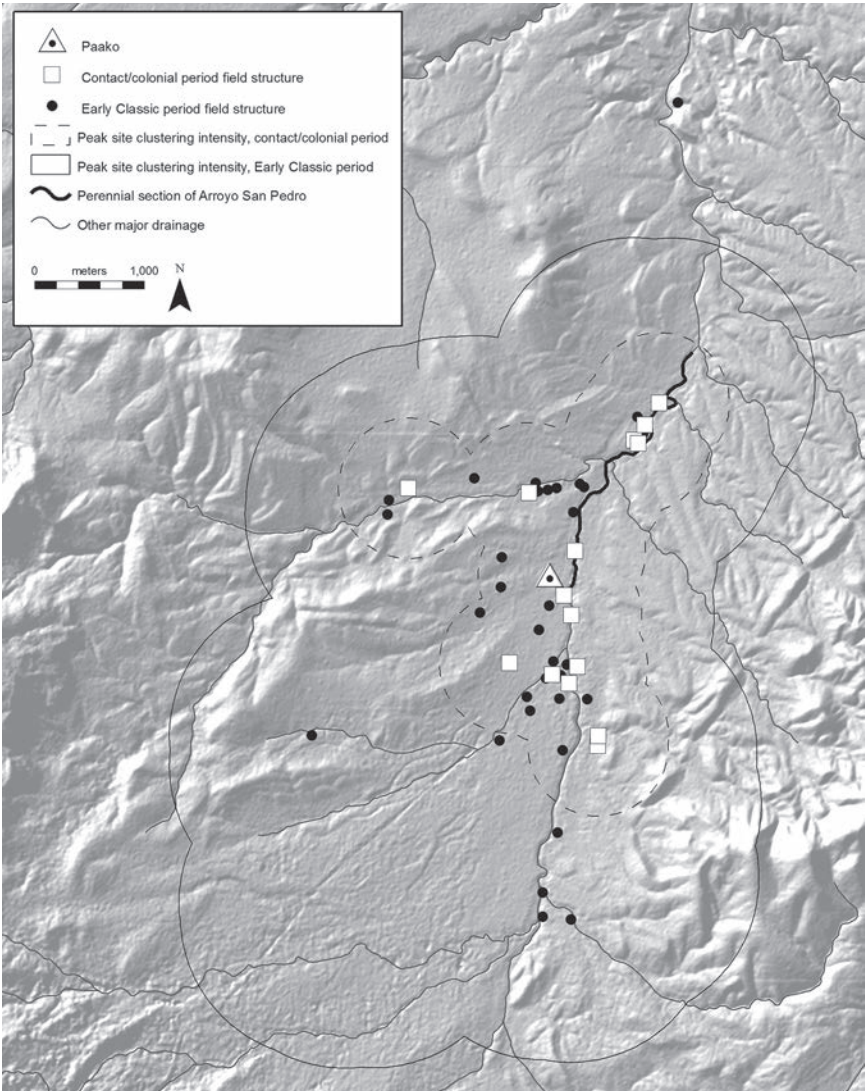 Paako
Contact/colonial period field structure
Early Classic period field structure
Peak site clustering intensity, contact/colonial period
Peak site clustering intensity, Early Classic period
Perennial section of Arroyo San Pedro
Other major drainage
0 meters 1,000 N